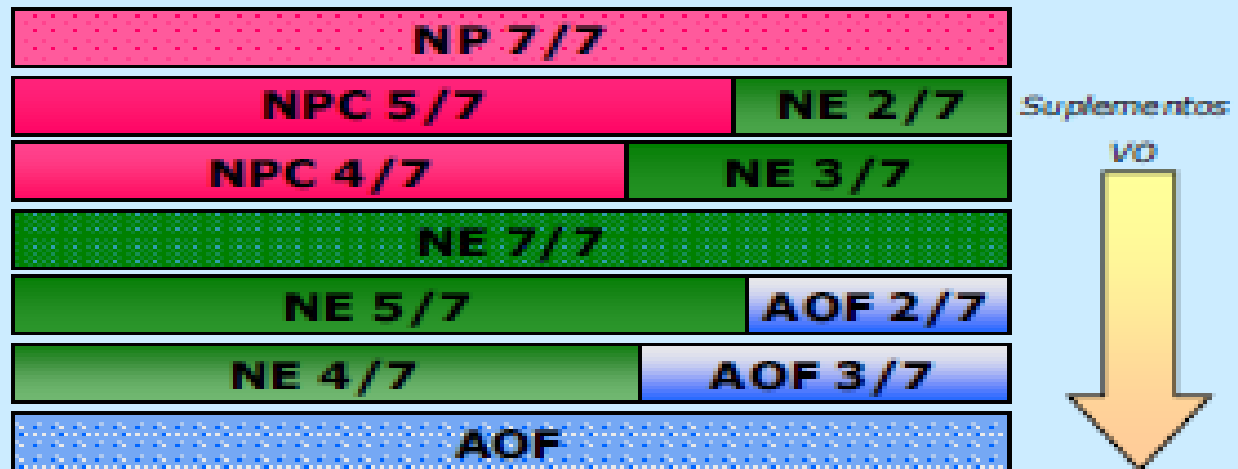 NP 7/7
NPC 5/7 NE 2/7
Suplementos
VO
NPC 4/7 NE 3/7
NE 7/7
NE 5/7 AOF 2/7
NE 4/7 AOF 3/7
AOF